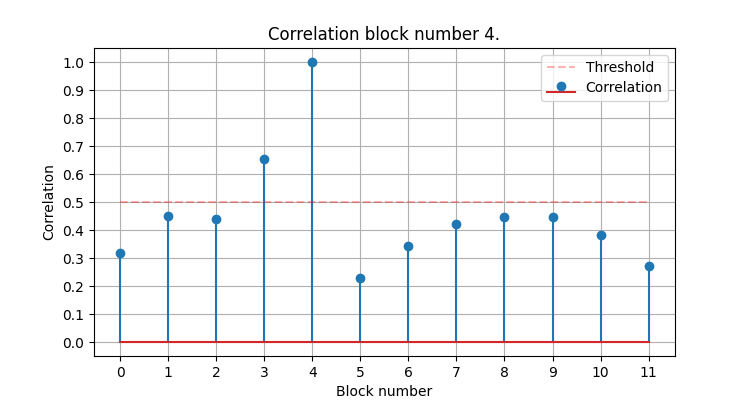 Correlation block number 4.
Threshold
Correlation
Correlation
1.0
0.9
0.8
0.7
0.6
0.5
0.4
0.3
0.2
0.1
0.0
0 1 2 3 4 5 6 7 8 9 10 11
Block number